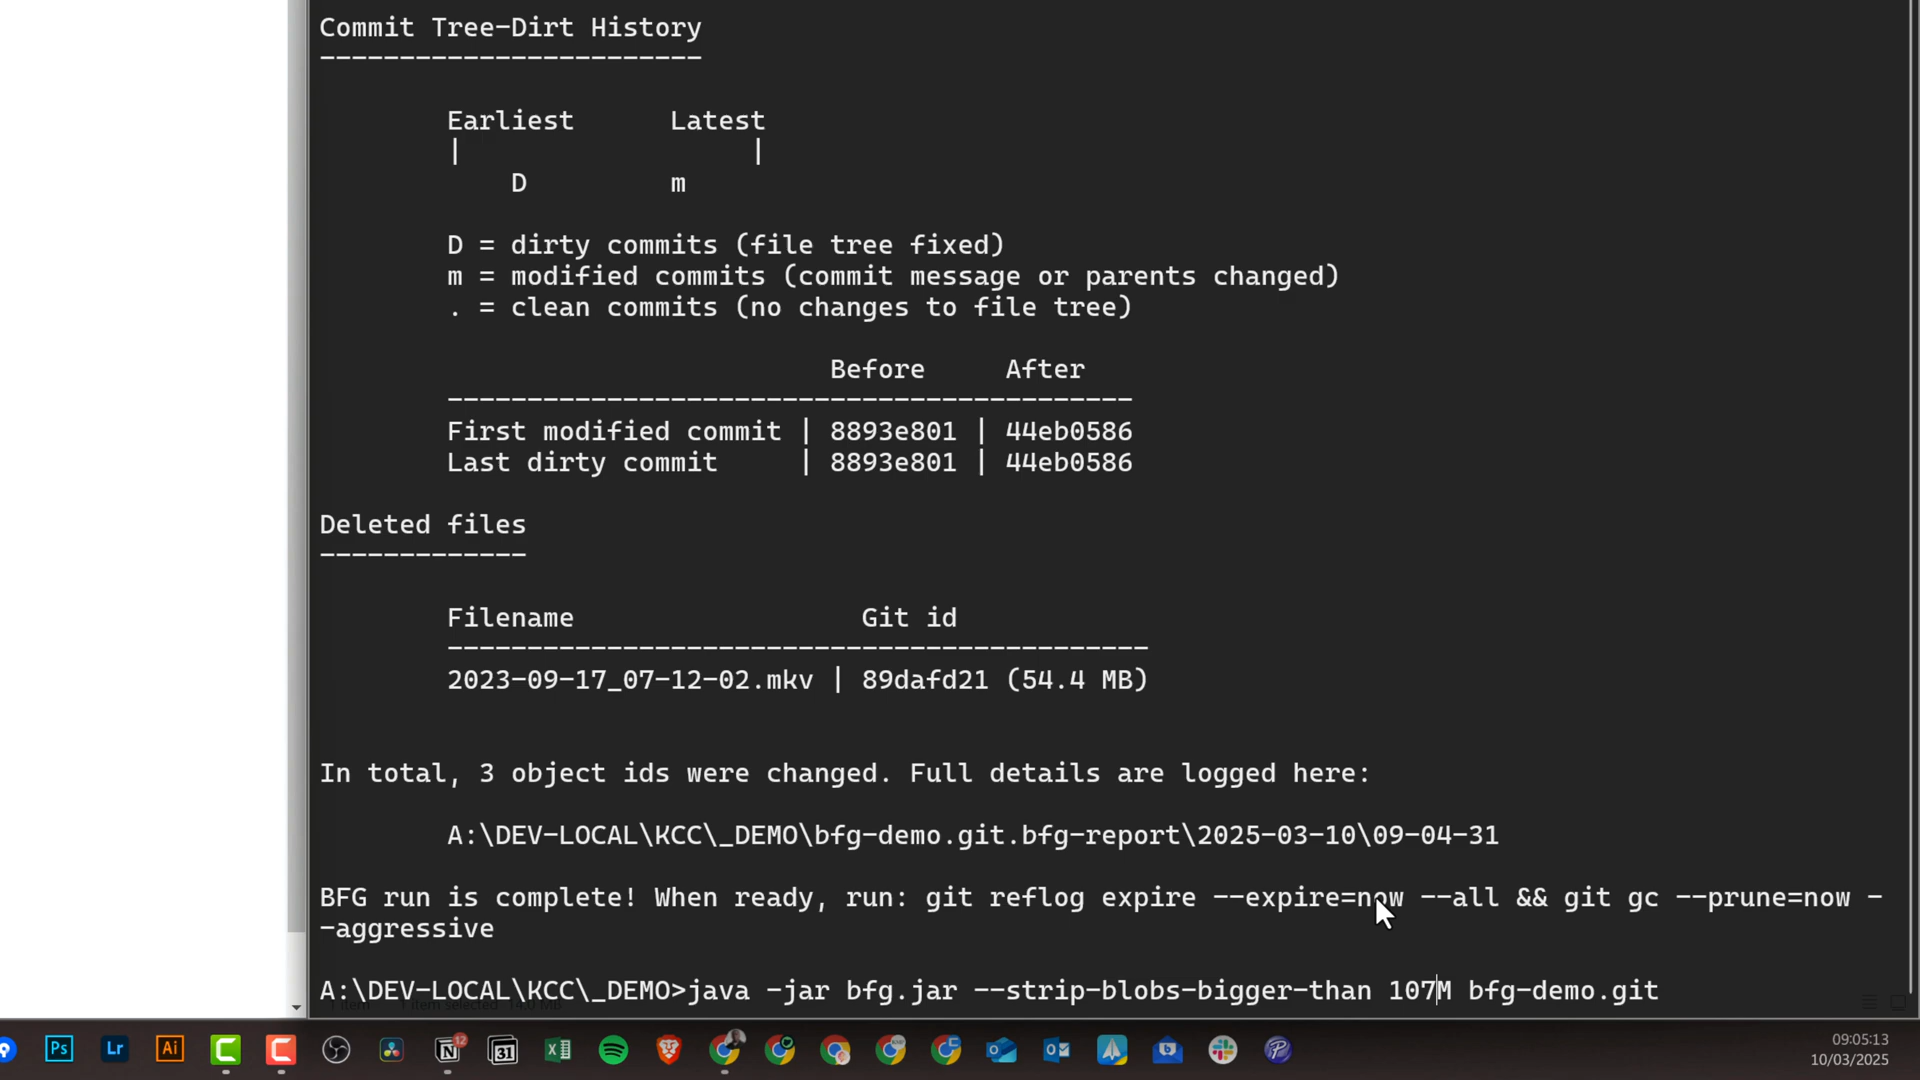 Commit Tree-Dirt History
------------------------
Earliest Latest
| |
D m
D = dirty commits (file tree fixed)
m = modified commits (commit message or parents changed)
. = clean commits (no changes to file tree)
Before After
-------------------------------------------
First modified commit | 8893e801 | 44eb0586
Last dirty commit | 8893e801 | 44eb0586
Deleted files
-------------
Filename Git id
--------------------------------------------
2023-09-17_07-12-02.mkv | 89dafd21 (54.4 MB)
In total, 3 object ids were changed. Full details are logged here:
A:\DEV-LOCAL\KCC\_DEMO\bfg-demo.git.bfg-report\2025-03-10\09-04-31
BFG run is complete! When ready, run: git reflog expire --expire=now --all && git gc --prune=now -
-aggressive
A:\DEV-LOCAL\KCC\_DEMO>java -jar bfg.jar --strip-blobs-bigger-than 107M bfg-demo.git
Ps Lr Ai 12 31
09:05:13
10/03/2025